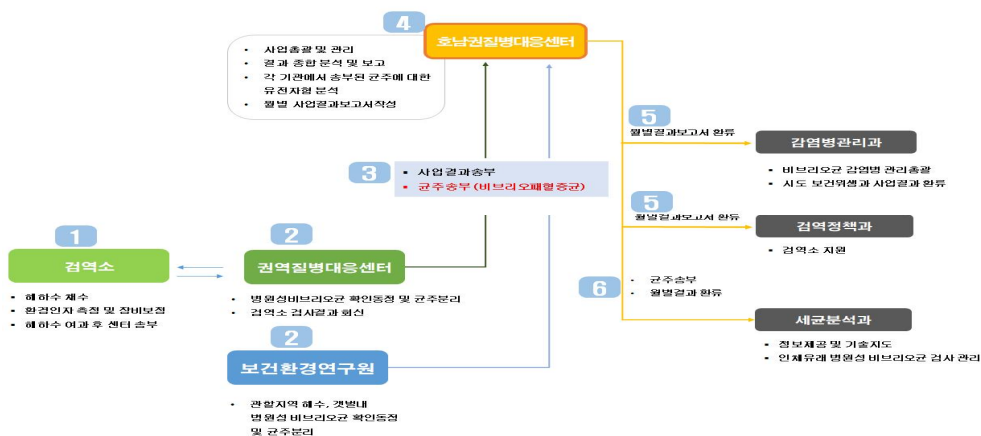 4
호남권질병대응센터
• 사업총괄 및 관리
• 결과 종합 분석 및 보고
• 각 기관에서 송부된 균주에 대한
유전자형 분석
• 월별 사업결과보고서작성
5
월별결과보고서 환류
감염병관리과
▪ 비브리오균 감염병 관리총괄
▪ 시도 보건위생과 사업결과 환류
3
▪ 사업결과송부
▪ 균주송부 (비브리오패혈증균)
5
월별결과보고서 환류
검역정책과
▪ 검역소 지원
1
검역소
▪ 해하수 채수
▪ 환경인자 측정 및 장비보정
▪ 해하수 여과 후 센터 송부
2
권역질병대응센터
• 병원성비브리오균 확인동정 및 균주분리
• 검역소 검사결과 회신
6
• 균주송부
• 월별결과 환류
세균분석과
▪ 정보제공 및 기술지도
▪ 인체유래 병원성 비브리오균 검사 관리
2
보건환경연구원
• 관할지역 해수, 갯벌내
병원성 비브리오균 확인동정
및 균주분리